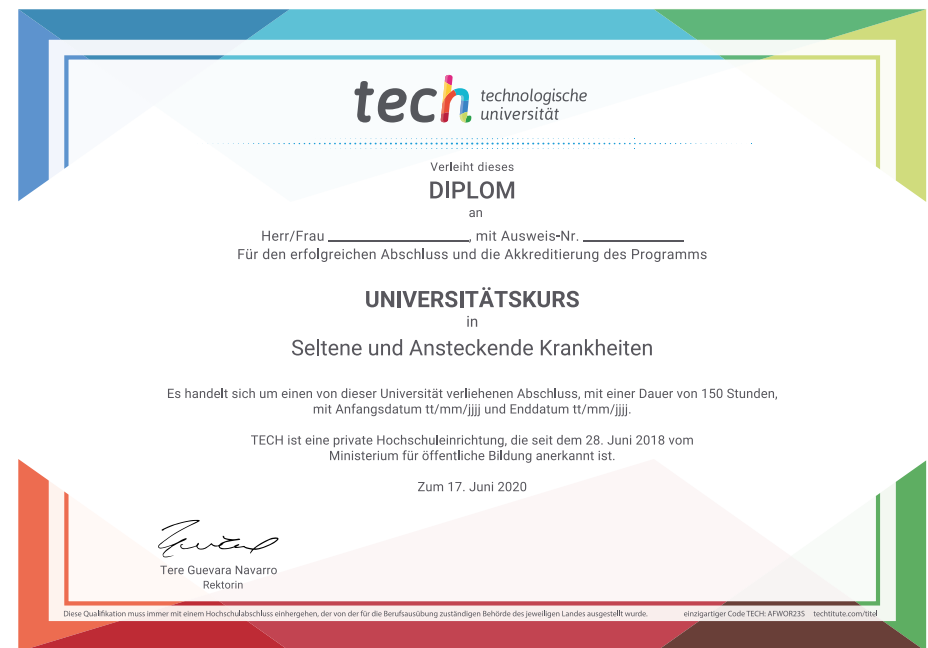 tech technologische
universität
Verleiht dieses
DIPLOM
an
Herr/Frau ____________________, mit Ausweis-Nr. ______________
Für den erfolgreichen Abschluss und die Akkreditierung des Programms
UNIVERSITÄTSKURS
in
Seltene und Ansteckende Krankheiten
Es handelt sich um einen von dieser Universität verliehenen Abschluss, mit einer Dauer von 150 Stunden,
mit Anfangsdatum tt/mm/jjjj und Enddatum tt/mm/jjjj.
TECH ist eine private Hochschuleinrichtung, die seit dem 28. Juni 2018 vom
Ministerium für öffentliche Bildung anerkannt ist.
Zum 17. Juni 2020
Tere Guevara Navarro
Rektorin
Diese Qualifikation muss immer mit einem Hochschulabschluss einhergehen, der von der für die Berufsausübung zuständigen Behörde des jeweiligen Landes ausgestellt wurde. einzigartiger Code TECH: AFWOR23S techtitute.com/titel